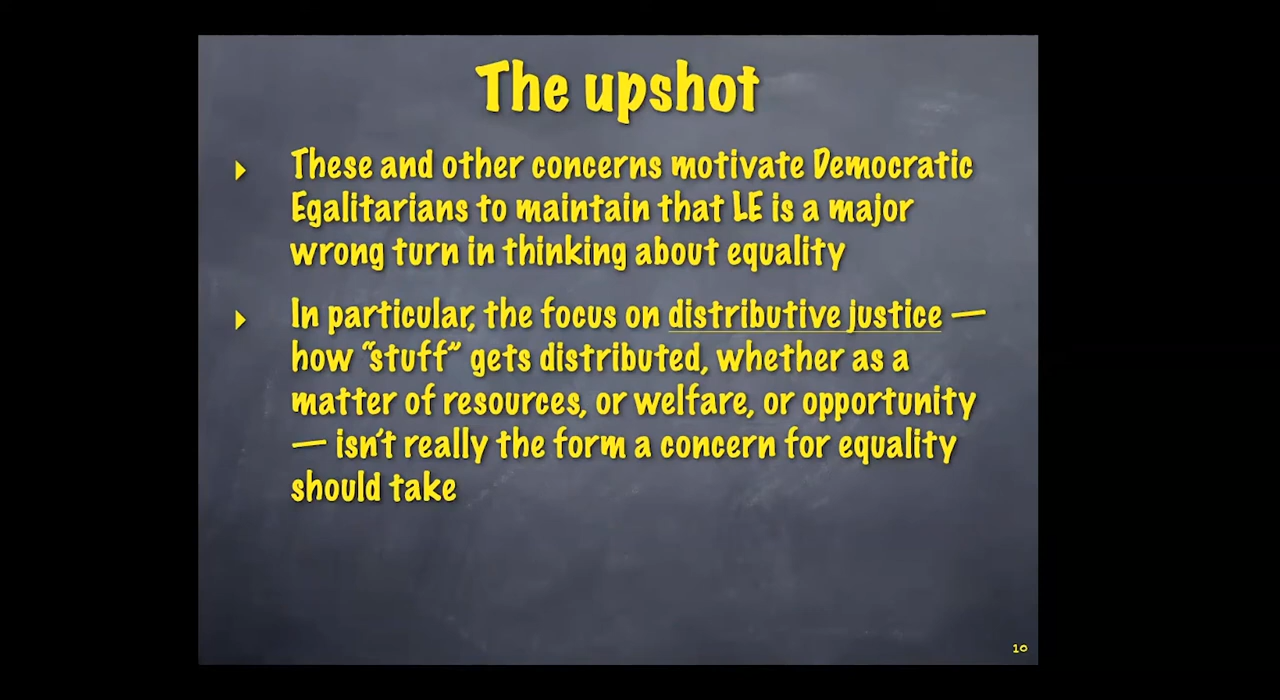 The upshot
These and other concerns motivate Democratic
Egalitarians to maintain that LE is a major
wrong turn in thinking about equality
In particular, the focus on distributive justice —
how “stuff” gets distributed, whether as a
matter of resources, or welfare, or opportunity
— isn’t really the form a concern for equality
should take
10